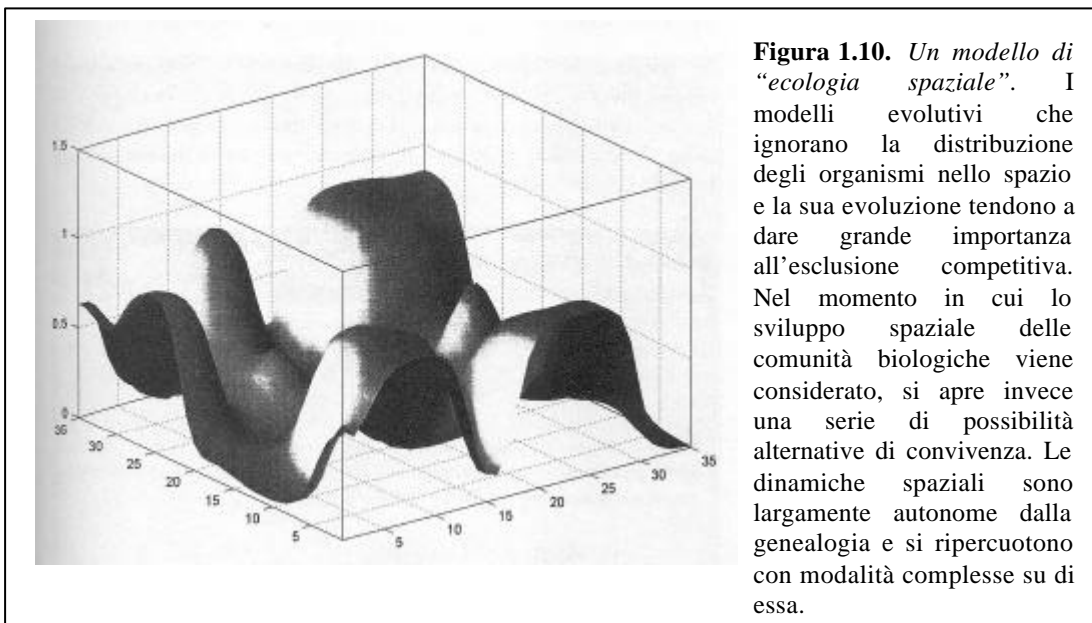 Figura 1.10. Un modello di
“ecologia spaziale”. I
modelli evolutivi che
ignorano la distribuzione
degli organismi nello spazio
e la sua evoluzione tendono a
dare grande importanza
all'esclusione competitiva.
Nel momento in cui lo
sviluppo spaziale delle
comunità biologiche viene
considerato, si apre invece
una serie di possibilità
alternative di convivenza. Le
dinamiche spaziali sono
largamente autonome dalla
genealogia e si ripercuotono
con modalità complesse su di
essa.
1.5
1
0.5
0
35
30
25
20
15
10
5
5
10
15
20
25
30
35